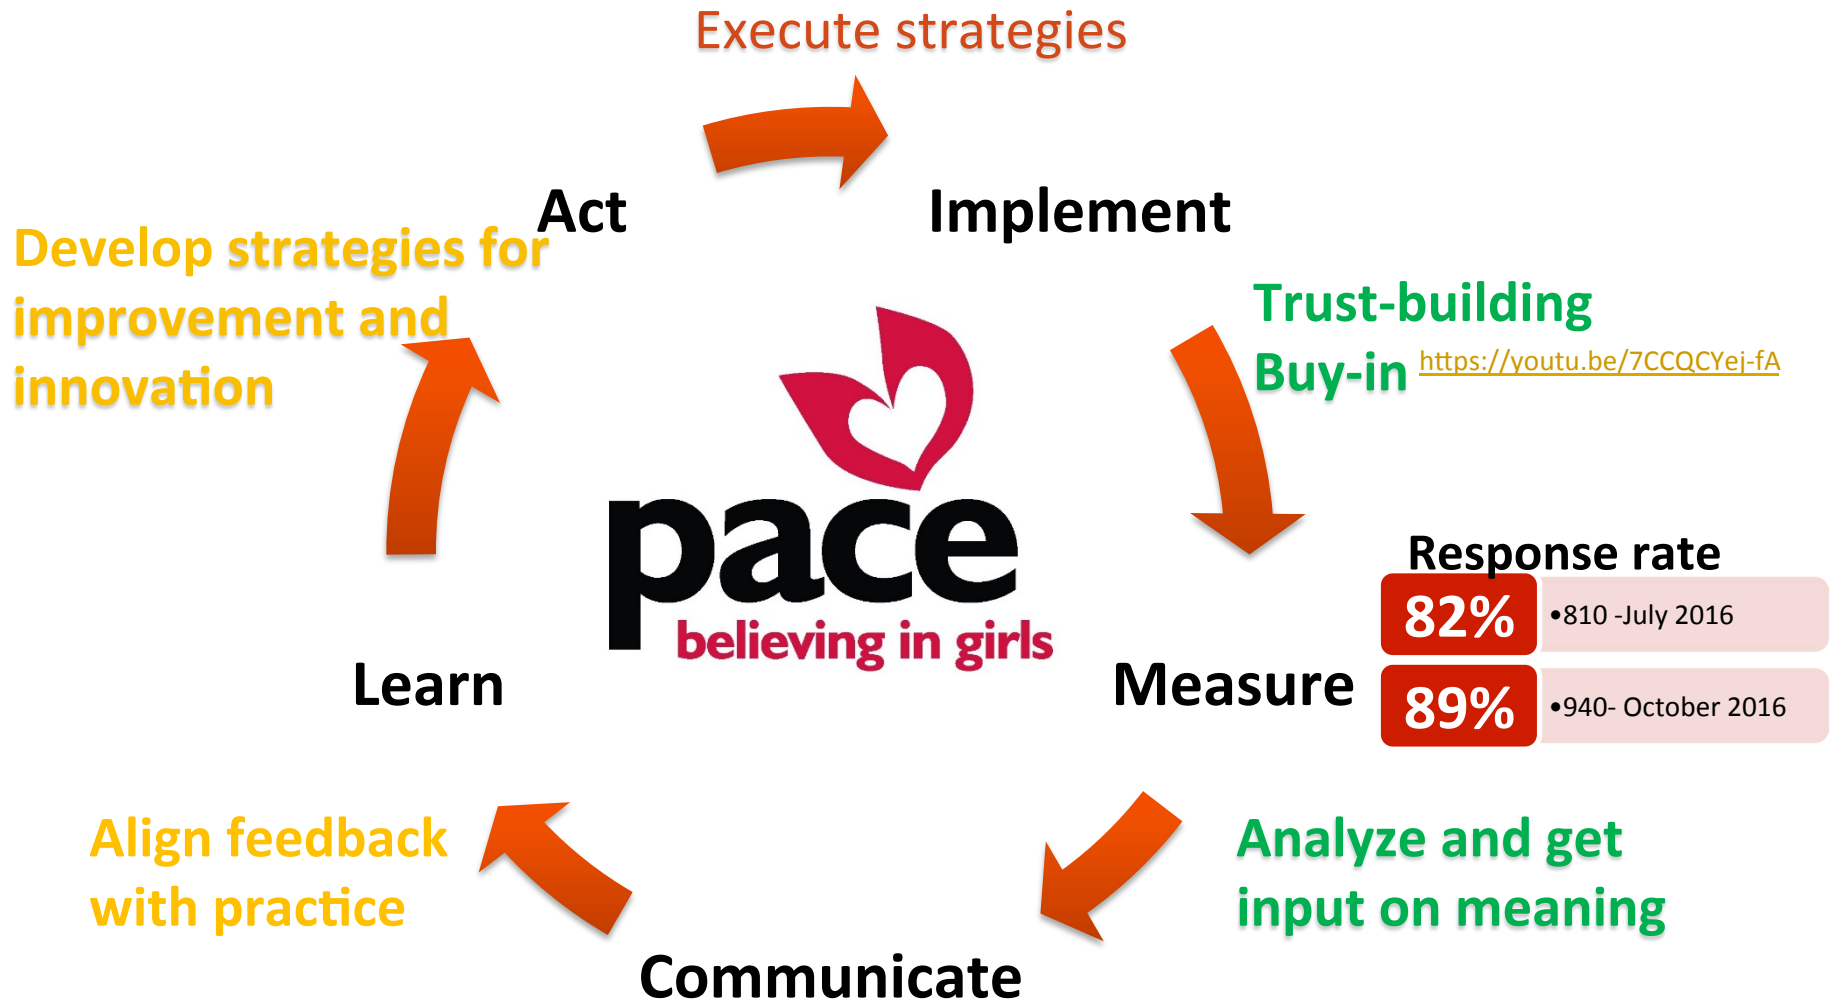 Execute strategies
Act
Implement
Develop strategies for
improvement and
innovation
Trust-building
Buy-in https://youtu.be/7CCQCYej-fA
pace
believing in girls
Response rate
82% •810 -July 2016
89% •940- October 2016
Learn
Measure
Align feedback
with practice
Analyze and get
input on meaning
Communicate